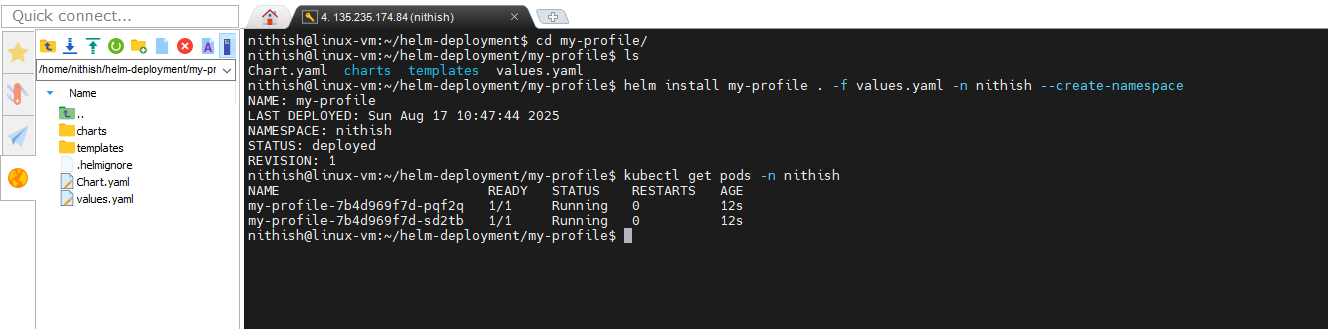 Quick connect...
4. 135.235.174.84 (nithish)
/home/nithish/helm-deployment/my-pr
Name
..
charts
templates
.helmignore
Chart.yaml
values.yaml
nithish@linux-vm:~/helm-deployment$ cd my-profile/
nithish@linux-vm:~/helm-deployment/my-profile$ ls
Chart.yaml  charts  templates  values.yaml
nithish@linux-vm:~/helm-deployment/my-profile$ helm install my-profile . -f values.yaml -n nithish --create-namespace
NAME: my-profile
LAST DEPLOYED: Sun Aug 17 10:47:44 2025
NAMESPACE: nithish
STATUS: deployed
REVISION: 1
nithish@linux-vm:~/helm-deployment/my-profile$ kubectl get pods -n nithish
NAME                          READY   STATUS    RESTARTS   AGE
my-profile-7b4d969f7d-pqf2q   1/1     Running   0          12s
my-profile-7b4d969f7d-sd2tb   1/1     Running   0          12s
nithish@linux-vm:~/helm-deployment/my-profile$